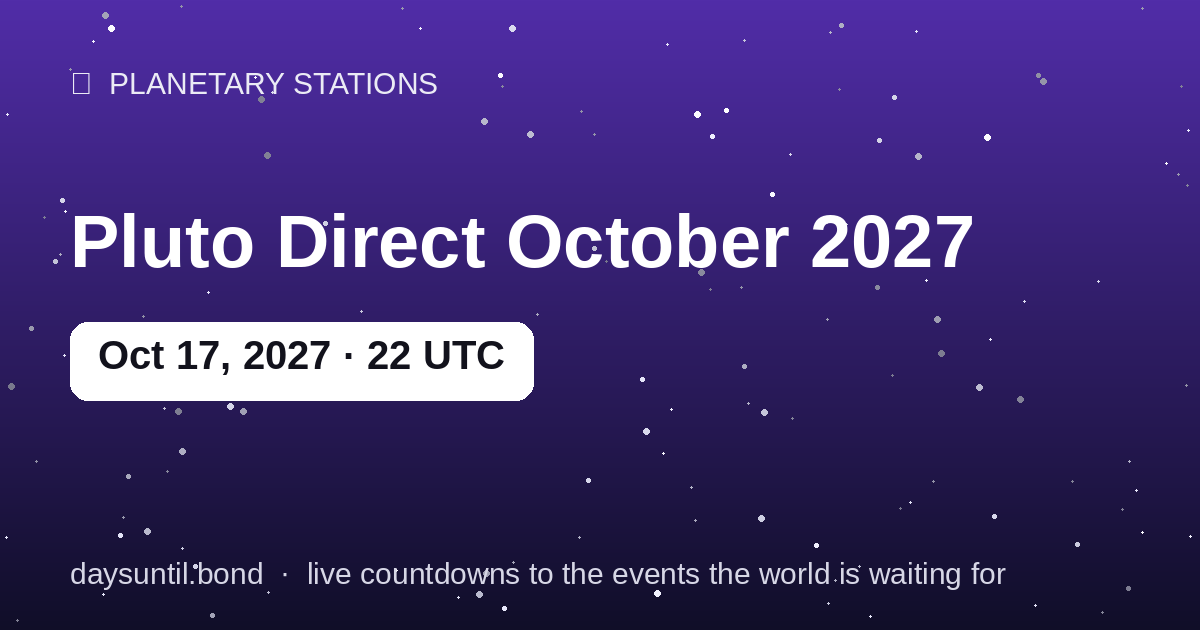 PLANETARY STATIONS
Pluto Direct October 2027
Oct 17, 2027 · 22 UTC
daysuntil.bond · live countdowns to the events the world is waiting for